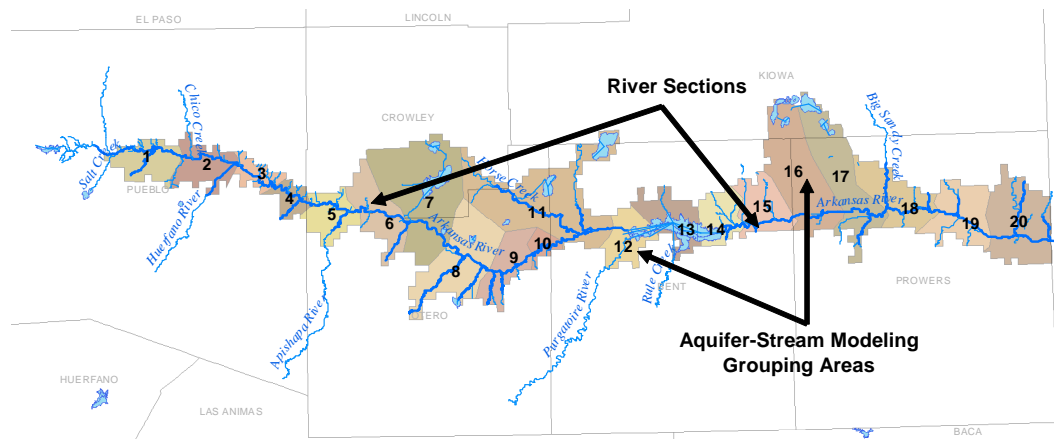 EL PASO
LINCOLN
KIOWA
River Sections
CROWLEY
Chico Creek
Big Sandy Creek
Salt Creek
Horse Creek
1
2
3
4
5
6
7
8
9
10
11
12
13
14
15
16
17
18
19
20
PUEBLO
Huerfano River
Arkansas River
Arkansas River
Apishapa River
Purgatoire River
Rule Creek
BENT
PROWERS
OTERO
Aquifer-Stream Modeling
Grouping Areas
HUERFANO
LAS ANIMAS
BACA